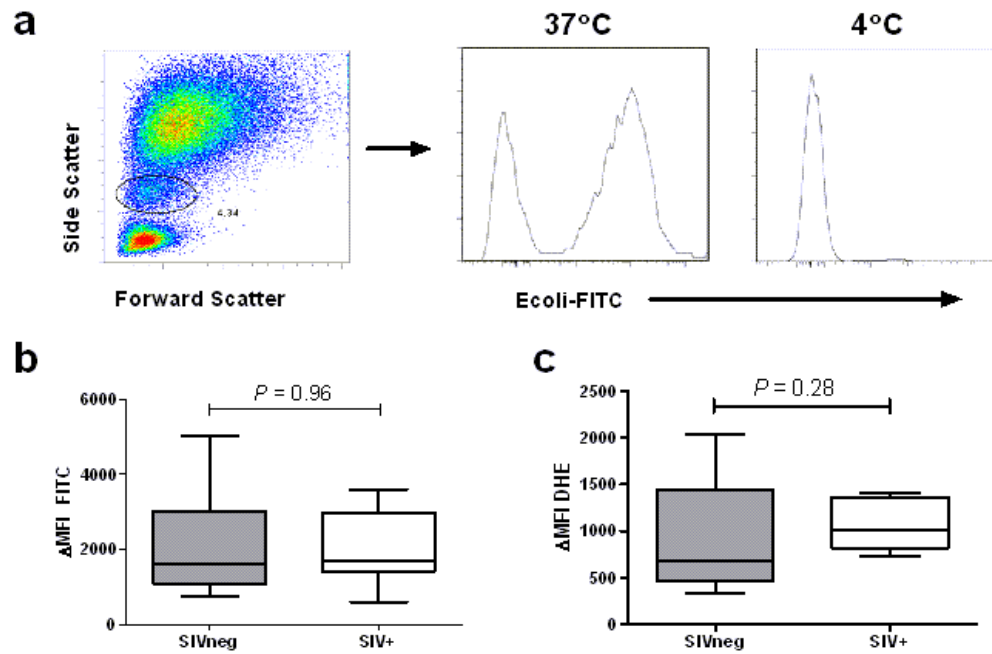 a
37°C
4°C
Side Scatter
4.34
Forward Scatter
Ecoli-FITC
b
P = 0.96
6000
4000
2000
0
ΔMFI FITC
SIVneg
SIV+
c
P = 0.28
2500
2000
1500
1000
500
0
ΔMFI DHE
SIVneg
SIV+